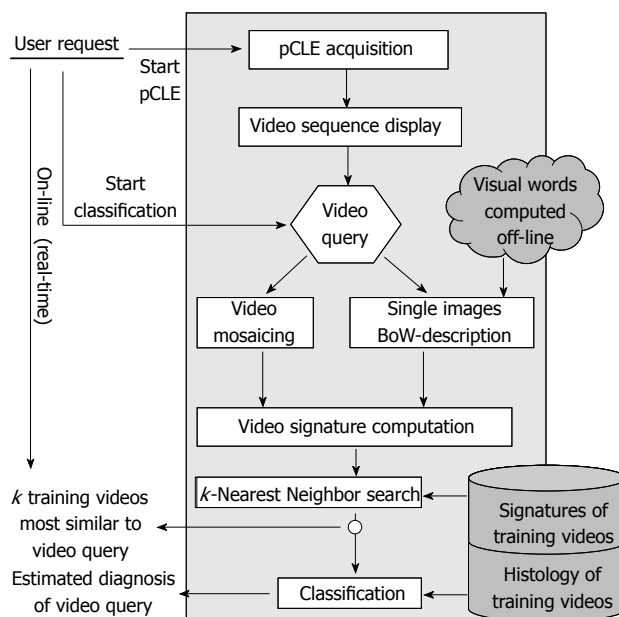 User request
Start
pCLE
pCLE acquisition
Video sequence display
On-line (real-time)
Start
classification
Video
query
Visual words
computed
off-line
Video
mosaicing
Single images
BoW-description
Video signature computation
k-Nearest Neighbor search
k training videos
most similar to
video query
Signatures of
training videos
Estimated diagnosis
of video query
Classification
Histology of
training videos